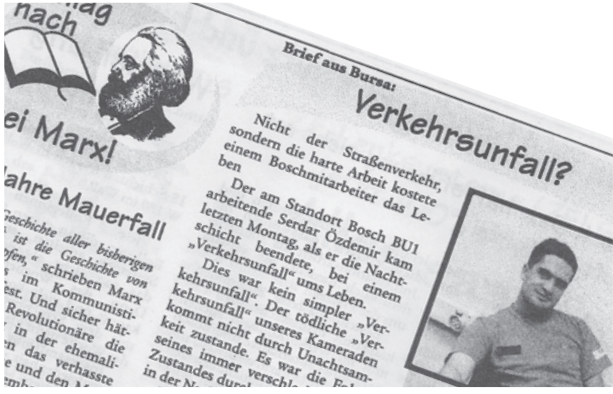 nach
ei Marx!
Jahre Mauerfall
Geschichte aller bisherigen
ist die Geschichte von
fen,“ schrieben Marx
im Kommunisti-
est. Und sicher hät-
Revolutionäre die
in der ehemali-
en das verhasste
e und den M
Brief aus Bursa:
Verkehrsunfall?
Nicht der Straßenverkehr,
sondern die harte Arbeit kostete
einem Boschmitarbeiter das Le-
ben
Der am Standort Bosch BU1
arbeitende Serdar Özdemir kam
letzten Montag, als er die Nacht-
schicht beendete, bei einem
„Verkehrsunfall“ ums Leben.
Dies war kein simpler „Ver-
kehrsunfall“. Der tödliche „Ver-
kehrsunfall“ unseres Kameraden
kommt nicht durch Unachtsam-
keit zustande. Es war die Fol
seines immer verschle
Zustandes durc
in der N